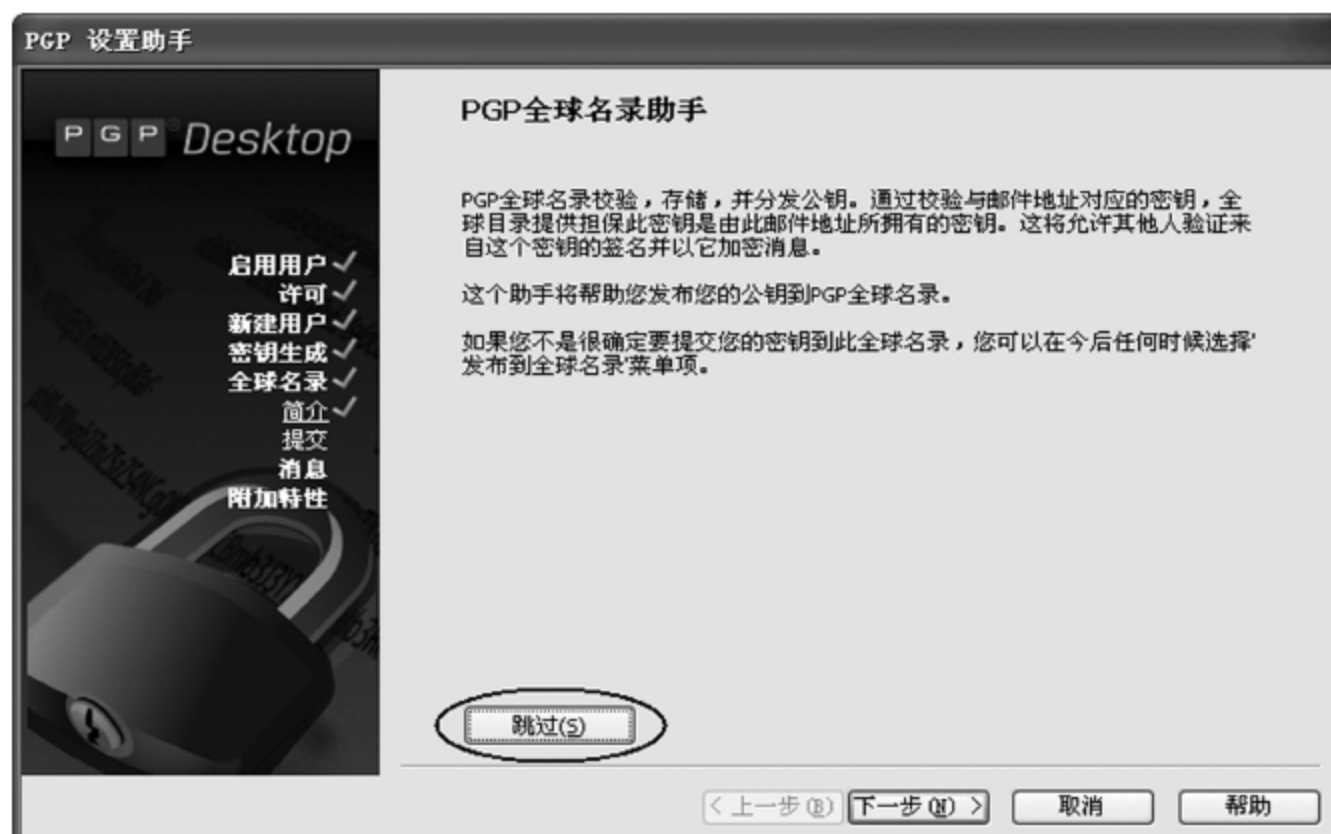 PGP 设置助手
PGP® Desktop
启用用户
许可
新建用户
密钥生成
全球名录
简介
提交
消息
附加特性
PGP全球名录助手
PGP全球名录校验，存储，并分发公钥。通过校验与邮件地址对应的密钥，全
球目录提供担保此密钥是由此邮件地址所拥有的密钥。这将允许其他人验证来
自这个密钥的签名并以它加密消息。
这个助手将帮助您发布您的公钥到PGP全球名录。
如果您不是很确定要提交您的密钥到此全球名录，您可以在今后任何时候选择'
发布到全球名录'菜单项。
跳过(S)
< 上一步(B)
下一步(N) >
取消
帮助